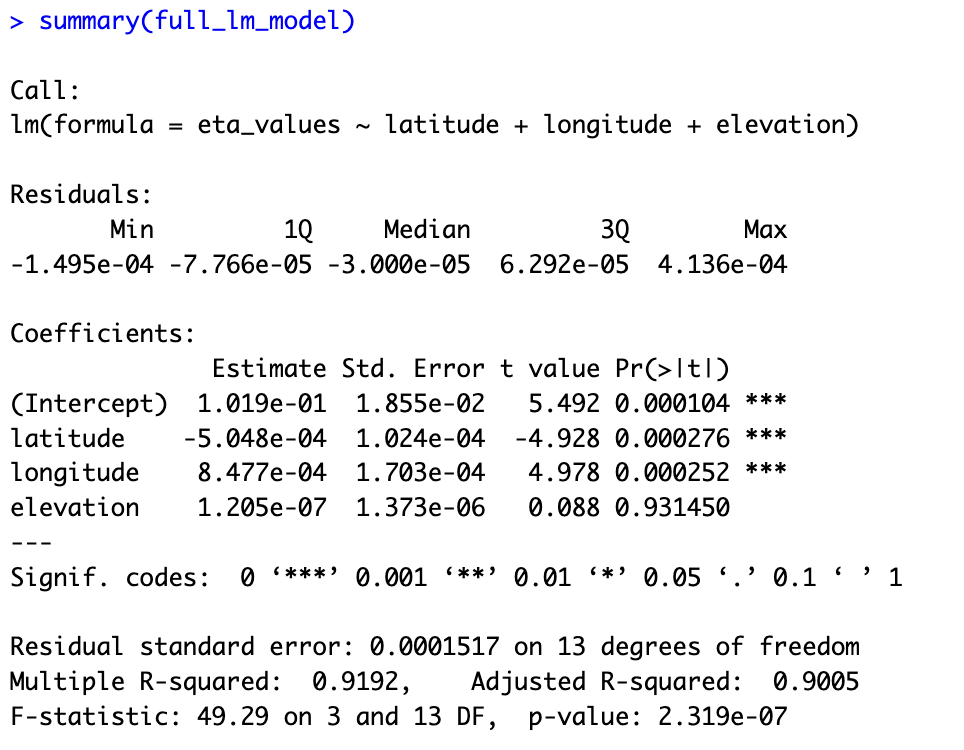 > summary(full_lm_model)

Call:
lm(formula = eta_values ~ latitude + longitude + elevation)

Residuals:
       Min         1Q     Median         3Q        Max
-1.495e-04 -7.766e-05 -3.000e-05  6.292e-05  4.136e-04

Coefficients:
              Estimate Std. Error t value Pr(>|t|)
(Intercept)  1.019e-01  1.855e-02   5.492 0.000104 ***
latitude    -5.048e-04  1.024e-04  -4.928 0.000276 ***
longitude    8.477e-04  1.703e-04   4.978 0.000252 ***
elevation    1.205e-07  1.373e-06   0.088 0.931450
---
Signif. codes:  0 ‘***’ 0.001 ‘**’ 0.01 ‘*’ 0.05 ‘.’ 0.1 ‘ ’ 1

Residual standard error: 0.0001517 on 13 degrees of freedom
Multiple R-squared:  0.9192,    Adjusted R-squared:  0.9005
F-statistic: 49.29 on 3 and 13 DF,  p-value: 2.319e-07